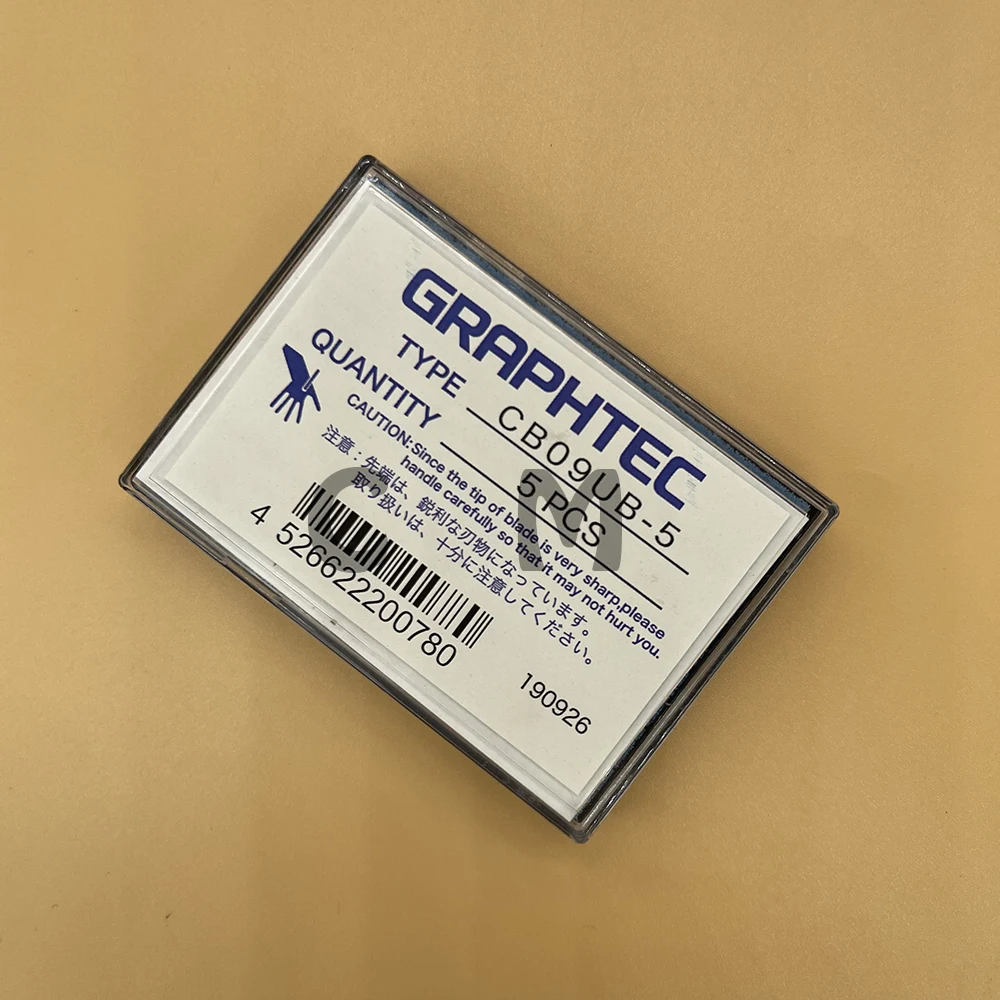 GRAPHTEC
TYPE CB09UB-5
QUANTITY 5 PCS
CAUTION: Since the tip of blade is very sharp,please
handle carefully so that it may not hurt you.
注意：先端は、鋭利な刃物になっています。
取り扱いは、十分に注意してください。
4 526622200780
190926
C M